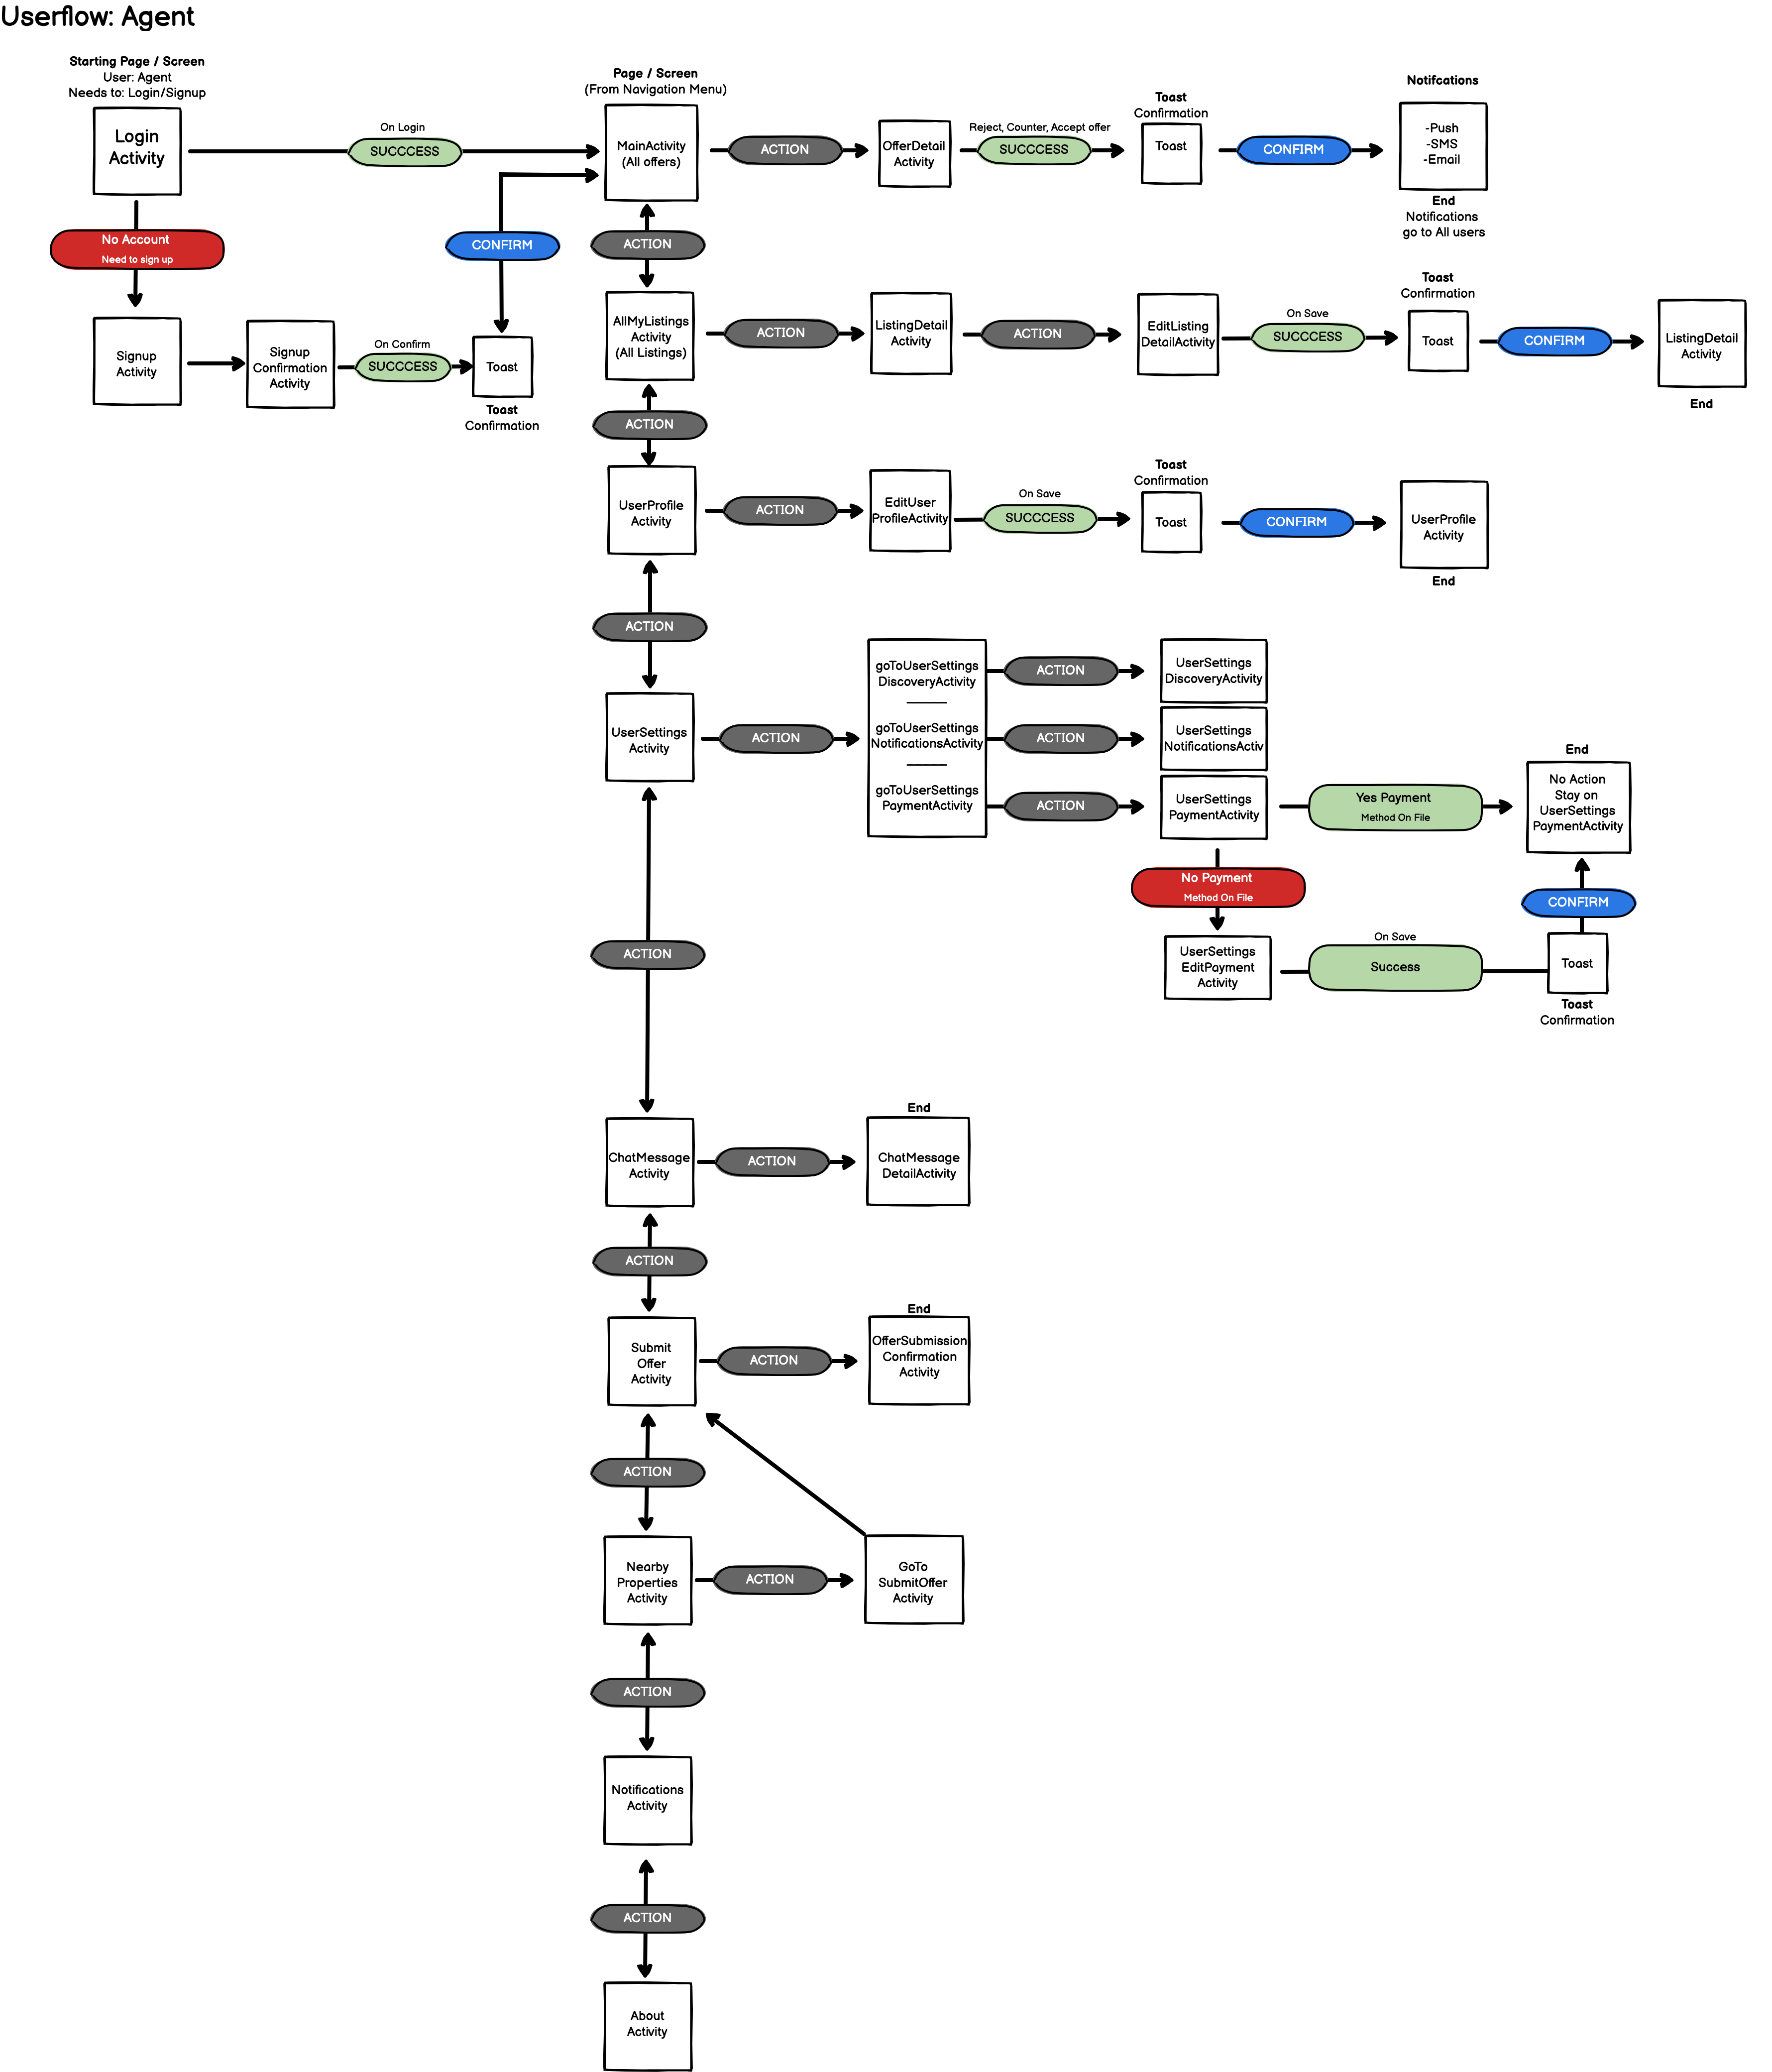 Userflow: Agent
Starting Page / Screen
User: Agent
Needs to: Login/Signup
Login
Activity
On Login
SUCCCESS
Page / Screen
(From Navigation Menu)
MainActivity
(All offers)
ACTION
OfferDetail
Activity
Reject, Counter, Accept offer
SUCCCESS
Toast
Confirmation
Toast
CONFIRM
Notifcations
-Push
-SMS
-Email
End
Notifications
go to All users
No Account
Need to sign up
CONFIRM
ACTION
Signup
Activity
Signup
Confirmation
Activity
On Confirm
SUCCCESS
Toast
Toast
Confirmation
AllMyListings
Activity
(All Listings)
ACTION
ListingDetail
Activity
ACTION
EditListing
DetailActivity
On Save
SUCCCESS
Toast
Confirmation
Toast
CONFIRM
ListingDetail
Activity
End
ACTION
UserProfile
Activity
ACTION
EditUser
ProfileActivity
On Save
SUCCCESS
Toast
Confirmation
Toast
CONFIRM
UserProfile
Activity
End
ACTION
UserSettings
Activity
ACTION
goToUserSettings
DiscoveryActivity
goToUserSettings
NotificationsActivity
goToUserSettings
PaymentActivity
ACTION
UserSettings
DiscoveryActivity
ACTION
UserSettings
NotificationsActiv
ACTION
UserSettings
PaymentActivity
Yes Payment
Method On File
End
No Action
Stay on
UserSettings
PaymentActivity
No Payment
Method On File
CONFIRM
UserSettings
EditPayment
Activity
On Save
Success
Toast
Toast
Confirmation
ACTION
ChatMessage
Activity
ACTION
End
ChatMessage
DetailActivity
ACTION
Submit
Offer
Activity
ACTION
End
OfferSubmission
Confirmation
Activity
ACTION
Nearby
Properties
Activity
ACTION
GoTo
SubmitOffer
Activity
ACTION
Notifications
Activity
ACTION
About
Activity